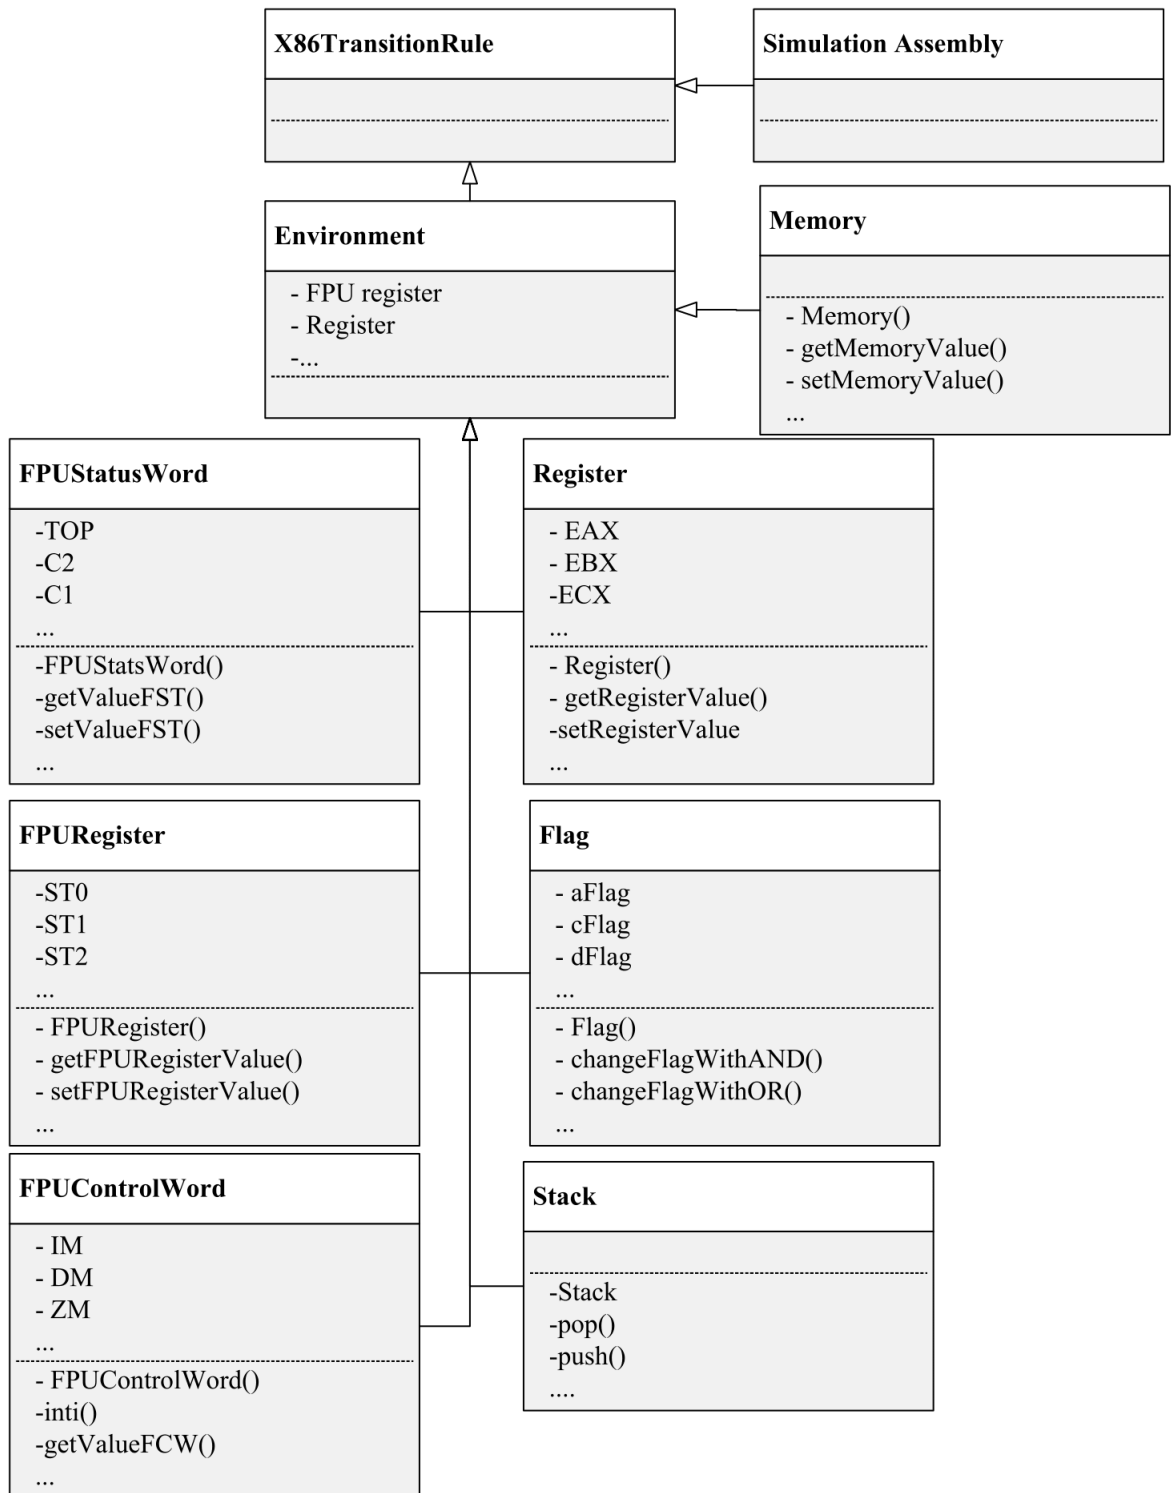 X86TransitionRule
Simulation Assembly
Environment
- FPU register
- Register
-...
Memory
- Memory()
- getMemoryValue()
- setMemoryValue()
...
FPUStatusWord
-TOP
-C2
-C1
...
-FPUStatsWord()
-getValueFST()
-setValueFST()
...
Register
- EAX
- EBX
-ECX
...
- Register()
- getRegisterValue()
-setRegisterValue
...
FPURegister
-ST0
-ST1
-ST2
...
- FPURegister()
- getFPURegisterValue()
- setFPURegisterValue()
...
Flag
- aFlag
- cFlag
- dFlag
...
- Flag()
- changeFlagWithAND()
- changeFlagWithOR()
...
FPUControlWord
- IM
- DM
- ZM
...
- FPUControlWord()
-inti()
-getValueFCW()
...
Stack
-Stack
-pop()
-push()
....